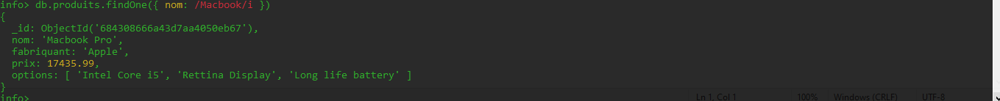 info> db.produits.findOne({ nom: /Macbook/i })
{
  _id: ObjectId('684308666a43d7aa4050eb67'),
  nom: 'Macbook Pro',
  fabriquant: 'Apple',
  prix: 17435.99,
  options: [ 'Intel Core i5', 'Rettina Display', 'Long life battery' ]
}
info>
Ln 1, Col 1 100% Windows (CRLF) UTF-8